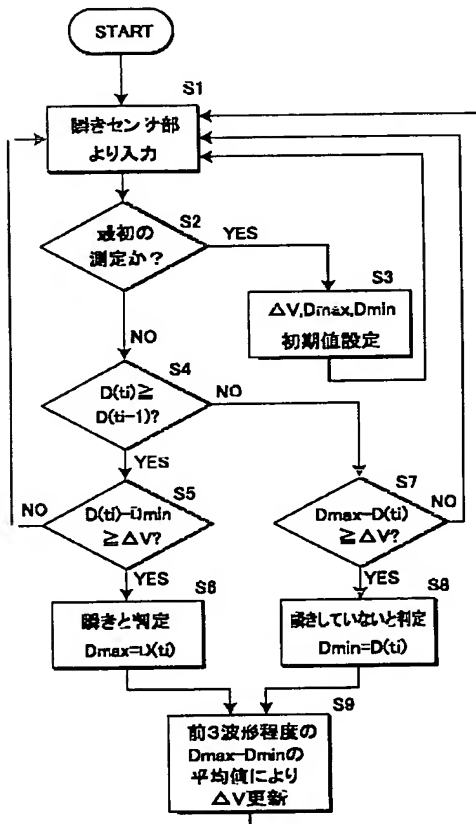 START
S1
瞬きセンサ部
より入力
S2
最初の
測定か？
YES
S3
△V,Dmax,Dmin
初期値設定
NO
S4
D(ti)≧
D(ti−1)?
NO
YES
S5
NO
D(ti)−Dmin
≧△V?
S7
NO
Dmax−D(ti)
≧△V?
YES
S6
瞬きと判定
Dmax=D(ti)
YES
S8
瞬きしていないと判定
Dmin=D(ti)
S9
前3波形程度の
Dmax−Dminの
平均値により
△V更新